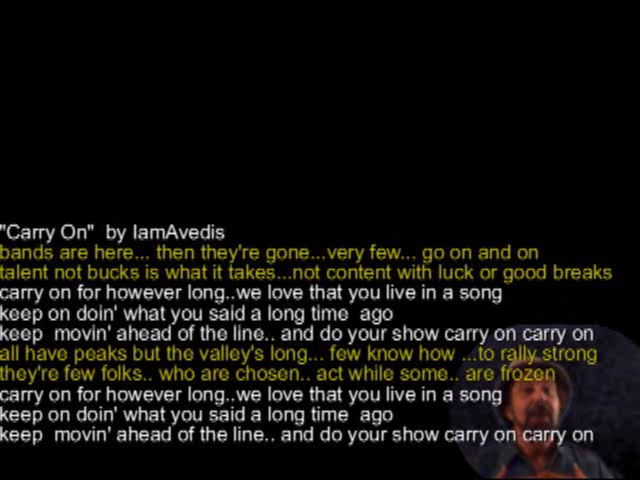 "Carry On"  by IamAvedis
bands are here... then they're gone...very few... go on and on
talent not bucks is what it takes...not content with luck or good breaks
carry on for however long..we love that you live in a song
keep on doin' what you said a long time  ago
keep  movin' ahead of the line.. and do your show carry on carry on
all have peaks but the valley's long... few know how ...to rally strong
they're few folks.. who are chosen.. act while some.. are frozen
carry on for however long..we love that you live in a song
keep on doin' what you said a long time  ago
keep  movin' ahead of the line.. and do your show carry on carry on